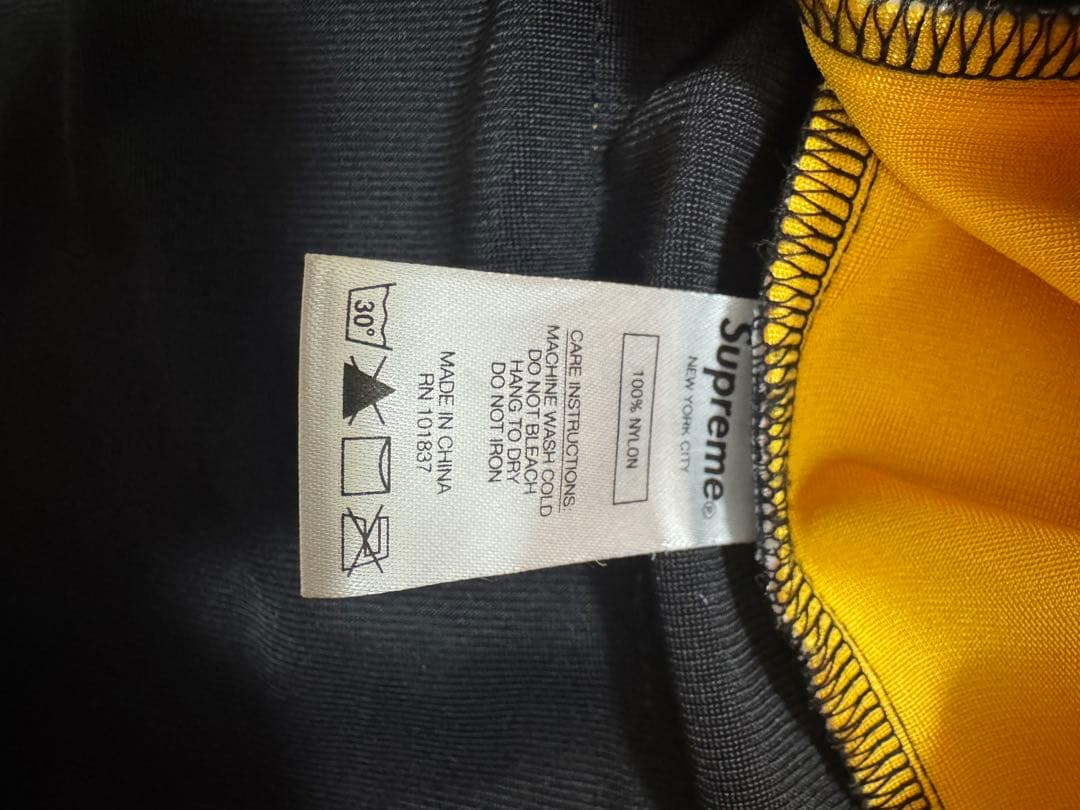 Supreme®
NEW YORK CITY
100% NYLON
CARE INSTRUCTIONS:
MACHINE WASH COLD
DO NOT BLEACH
HANG TO DRY
DO NOT IRON
MADE IN CHINA
RN 101837
30°